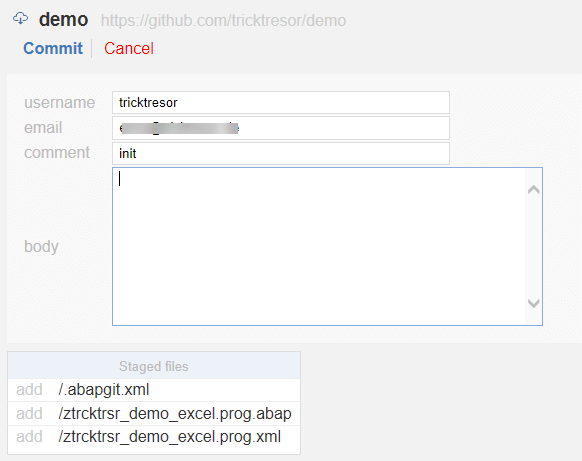 demo https://github.com/tricktresor/demo
Commit Cancel
username tricktresor
email
comment init
body
Staged files
add /.abapgit.xml
add /ztrcktrsr_demo_excel.prog.abap
add /ztrcktrsr_demo_excel.prog.xml